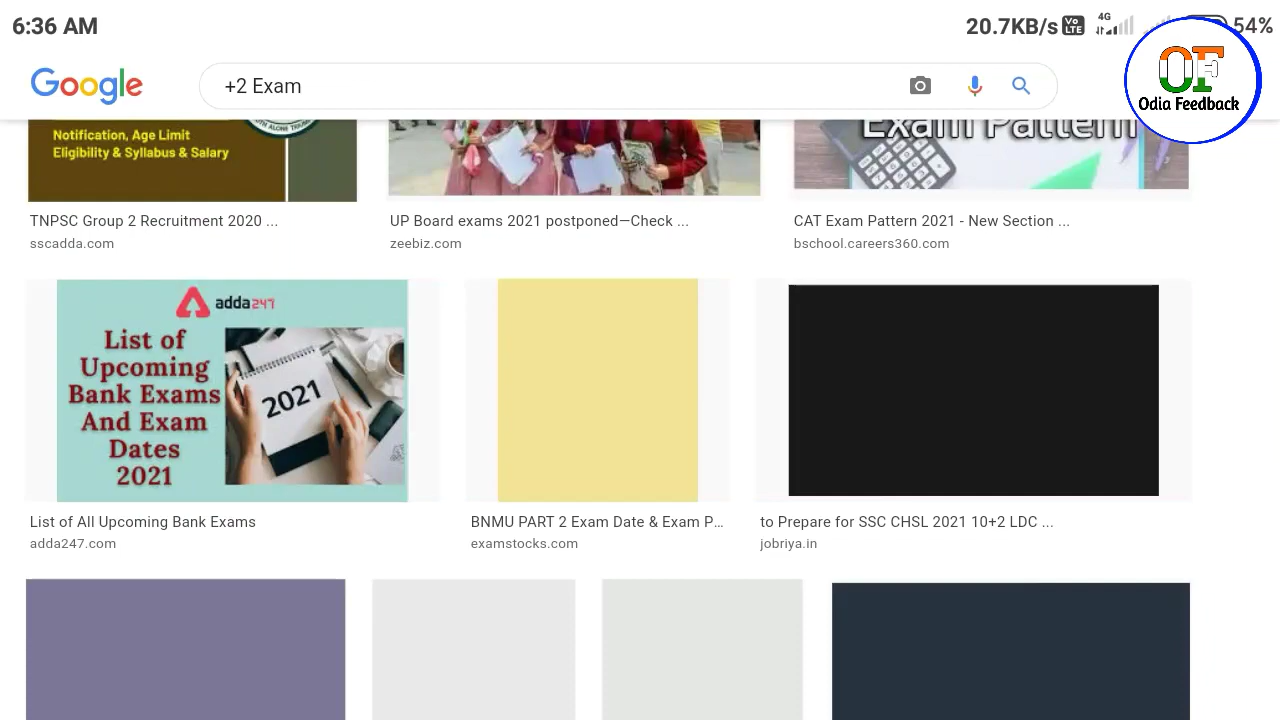 6:36 AM
20.7KB/s Vo LTE 4G 54%
Google
+2 Exam
OF
Odia Feedback
Notification, Age Limit
Eligibility & Syllabus & Salary
Exam Pattern
TNPSC Group 2 Recruitment 2020 ...
sscadda.com
UP Board exams 2021 postponed—Check ...
zeebiz.com
CAT Exam Pattern 2021 - New Section ...
bschool.careers360.com
adda247
List of
Upcoming
Bank Exams
And Exam
Dates
2021
2021
List of All Upcoming Bank Exams
adda247.com
BNMU PART 2 Exam Date & Exam P...
examstocks.com
to Prepare for SSC CHSL 2021 10+2 LDC ...
jobriya.in